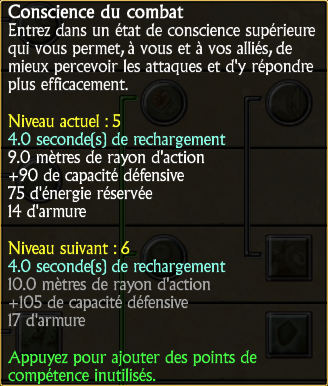 Conscience du combat
Entrez dans un état de conscience supérieure
qui vous permet, à vous et à vos alliés, de
mieux percevoir les attaques et d'y répondre
plus efficacement.
Niveau actuel : 5
4.0 seconde(s) de rechargement
9.0 mètres de rayon d'action
+90 de capacité défensive
75 d'énergie réservée
14 d'armure
Niveau suivant : 6
4.0 seconde(s) de rechargement
10.0 mètres de rayon d'action
+105 de capacité défensive
17 d'armure
Appuyez pour ajouter des points de
compétence inutilisés.